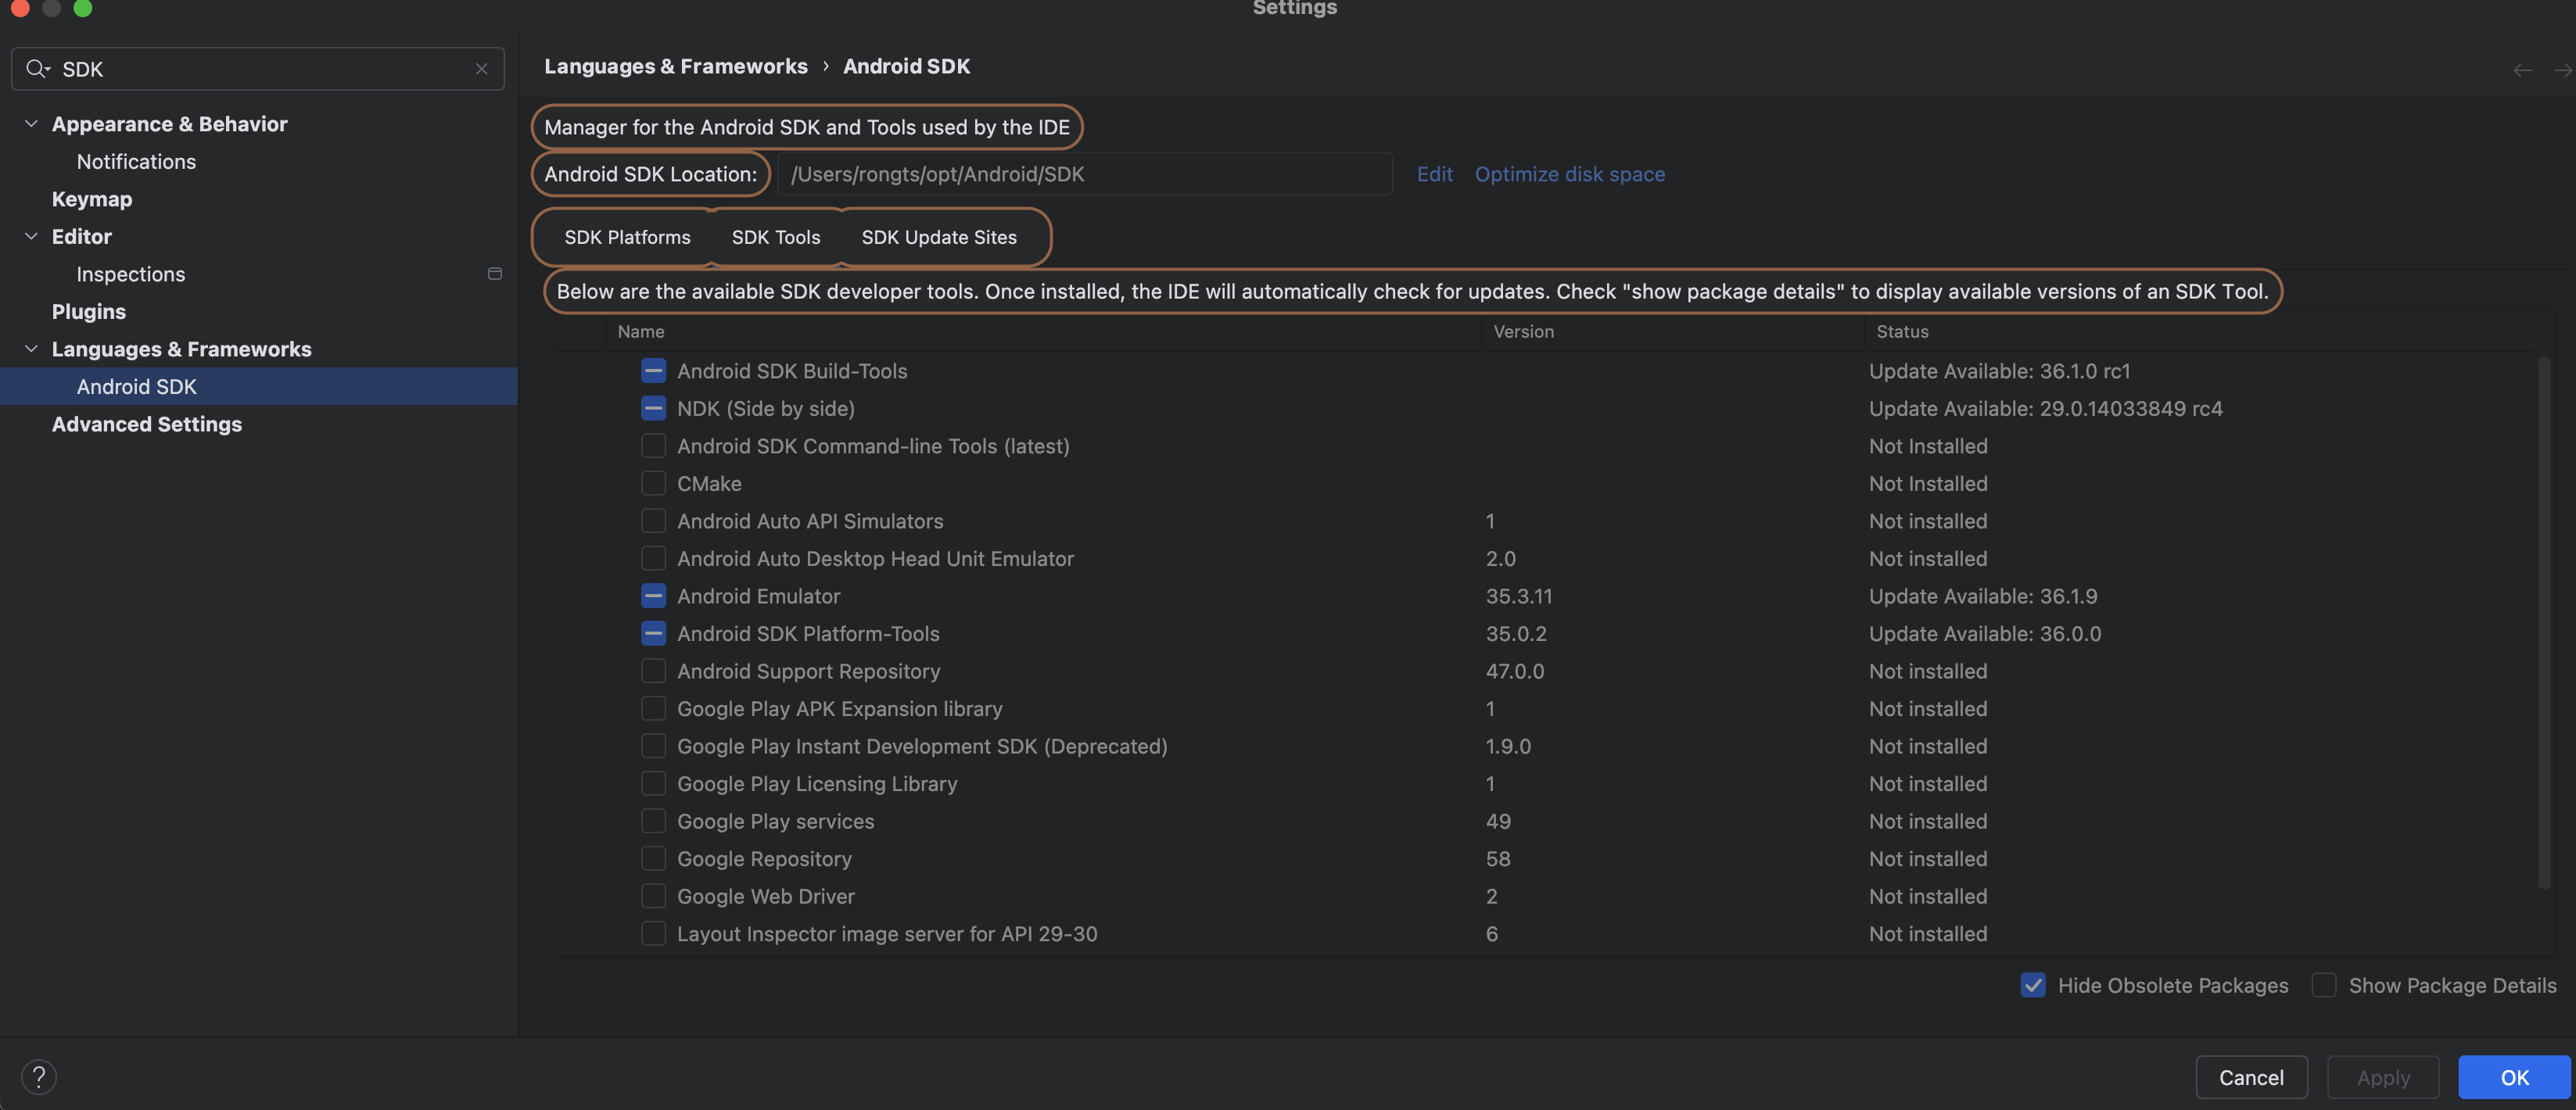 Settings
SDK
Appearance & Behavior
Notifications
Keymap
Editor
Inspections
Plugins
Languages & Frameworks
Android SDK
Advanced Settings
Languages & Frameworks › Android SDK
Manager for the Android SDK and Tools used by the IDE
Android SDK Location: /Users/rongts/opt/Android/SDK Edit Optimize disk space
SDK Platforms SDK Tools SDK Update Sites
Below are the available SDK developer tools. Once installed, the IDE will automatically check for updates. Check "show package details" to display available versions of an SDK Tool.
Name Version Status
Android SDK Build-Tools Update Available: 36.1.0 rc1
NDK (Side by side) Update Available: 29.0.14033849 rc4
Android SDK Command-line Tools (latest) Not Installed
CMake Not Installed
Android Auto API Simulators 1 Not installed
Android Auto Desktop Head Unit Emulator 2.0 Not installed
Android Emulator 35.3.11 Update Available: 36.1.9
Android SDK Platform-Tools 35.0.2 Update Available: 36.0.0
Android Support Repository 47.0.0 Not installed
Google Play APK Expansion library 1 Not installed
Google Play Instant Development SDK (Deprecated) 1.9.0 Not installed
Google Play Licensing Library 1 Not installed
Google Play services 49 Not installed
Google Repository 58 Not installed
Google Web Driver 2 Not installed
Layout Inspector image server for API 29-30 6 Not installed
Hide Obsolete Packages Show Package Details
? Cancel Apply OK